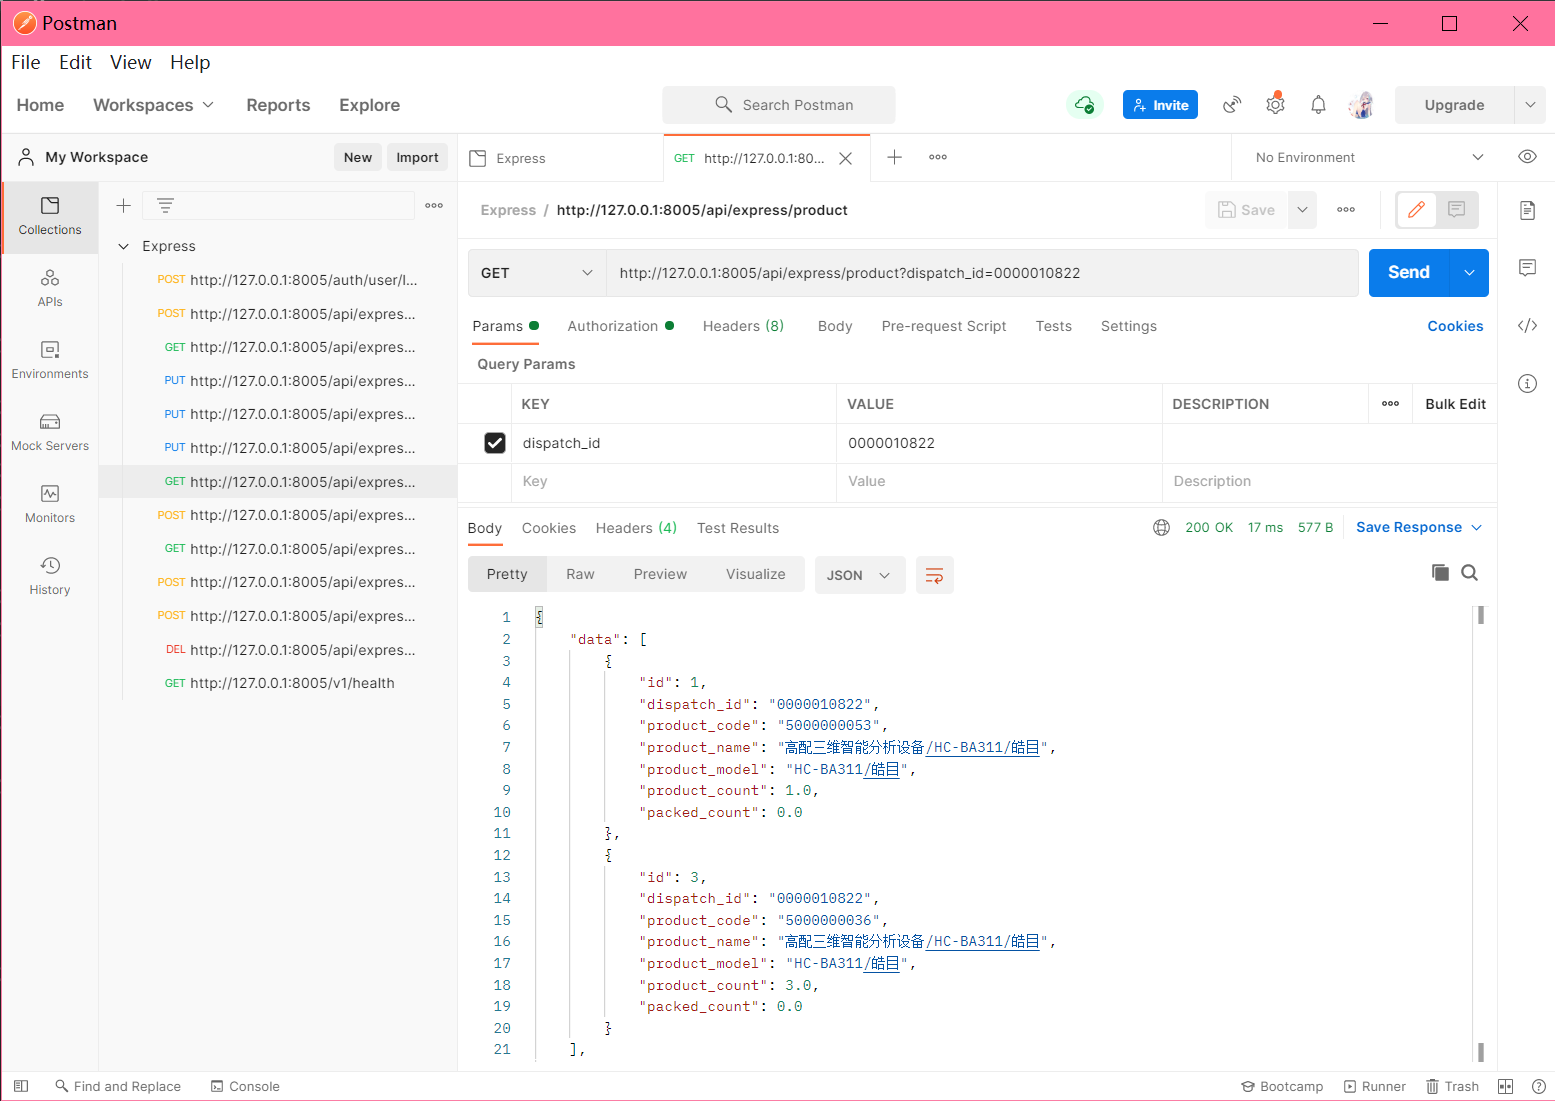 Postman
File Edit View Help
Home Workspaces Reports Explore Search Postman Invite Upgrade
My Workspace New Import
Express GET http://127.0.0.1:80... No Environment
Collections
APIs
Environments
Mock Servers
Monitors
History
Express
POST http://127.0.0.1:8005/auth/user/l...
POST http://127.0.0.1:8005/api/expres...
GET http://127.0.0.1:8005/api/expres...
PUT http://127.0.0.1:8005/api/expres...
PUT http://127.0.0.1:8005/api/expres...
PUT http://127.0.0.1:8005/api/expres...
GET http://127.0.0.1:8005/api/expres...
POST http://127.0.0.1:8005/api/expres...
GET http://127.0.0.1:8005/api/expres...
POST http://127.0.0.1:8005/api/expres...
POST http://127.0.0.1:8005/api/expres...
DEL http://127.0.0.1:8005/api/expres...
GET http://127.0.0.1:8005/v1/health
Express / http://127.0.0.1:8005/api/express/product Save
GET http://127.0.0.1:8005/api/express/product?dispatch_id=0000010822 Send
Params Authorization Headers (8) Body Pre-request Script Tests Settings Cookies
Query Params
KEY VALUE DESCRIPTION Bulk Edit
dispatch_id 0000010822
Key Value Description
Body Cookies Headers (4) Test Results 200 OK 17 ms 577 B Save Response
Pretty Raw Preview Visualize JSON
1 {
2 "data": [
3 {
4 "id": 1,
5 "dispatch_id": "0000010822",
6 "product_code": "5000000053",
7 "product_name": "高配三维智能分析设备/HC-BA311/皓目",
8 "product_model": "HC-BA311/皓目",
9 "product_count": 1.0,
10 "packed_count": 0.0
11 },
12 {
13 "id": 3,
14 "dispatch_id": "0000010822",
15 "product_code": "5000000036",
16 "product_name": "高配三维智能分析设备/HC-BA311/皓目",
17 "product_model": "HC-BA311/皓目",
18 "product_count": 3.0,
19 "packed_count": 0.0
20 }
21 ],
Find and Replace Console Bootcamp Runner Trash